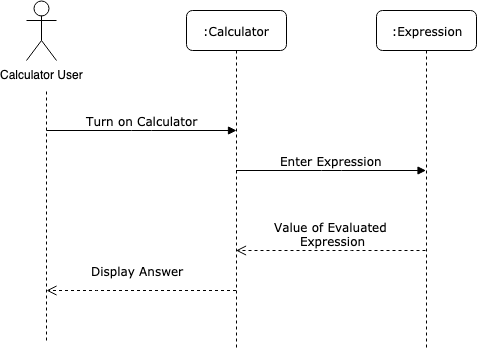 :Calculator
:Expression
Calculator User
Turn on Calculator
Enter Expression
Value of Evaluated
Expression
Display Answer